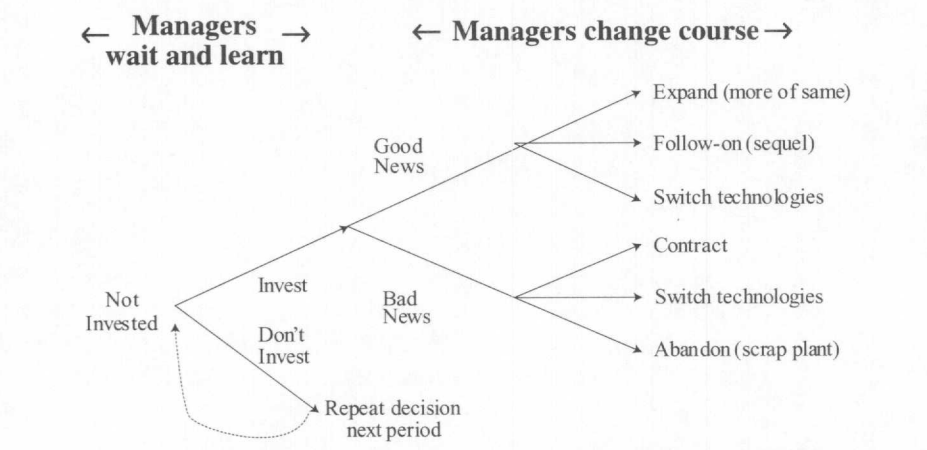 ← Managers →
wait and learn
← Managers change course →
Expand (more of same)
Good
News
Follow-on (sequel)
Switch technologies
Contract
Invest
Not
Invested
Bad
News
Switch technologies
Don't
Invest
Abandon (scrap plant)
Repeat decision
next period